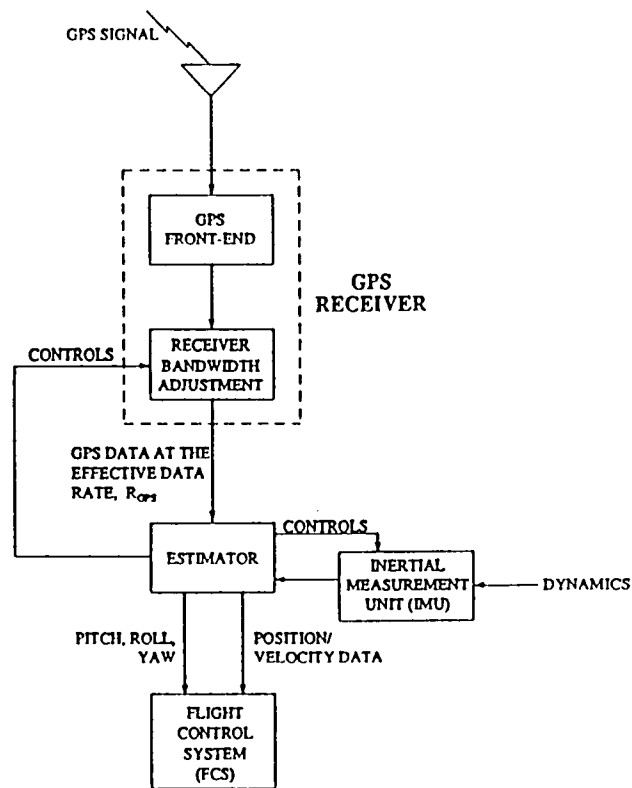 GPS SIGNAL
GPS
FRONT-END
GPS
RECEIVER
CONTROLS
RECEIVER
BANDWIDTH
ADJUSTMENT
GPS DATA AT THE
EFFECTIVE DATA
RATE, R_GPS
CONTROLS
ESTIMATOR
INERTIAL
MEASUREMENT
UNIT (IMU)
DYNAMICS
PITCH, ROLL,
YAW
POSITION/
VELOCITY DATA
FLIGHT
CONTROL
SYSTEM
(FCS)